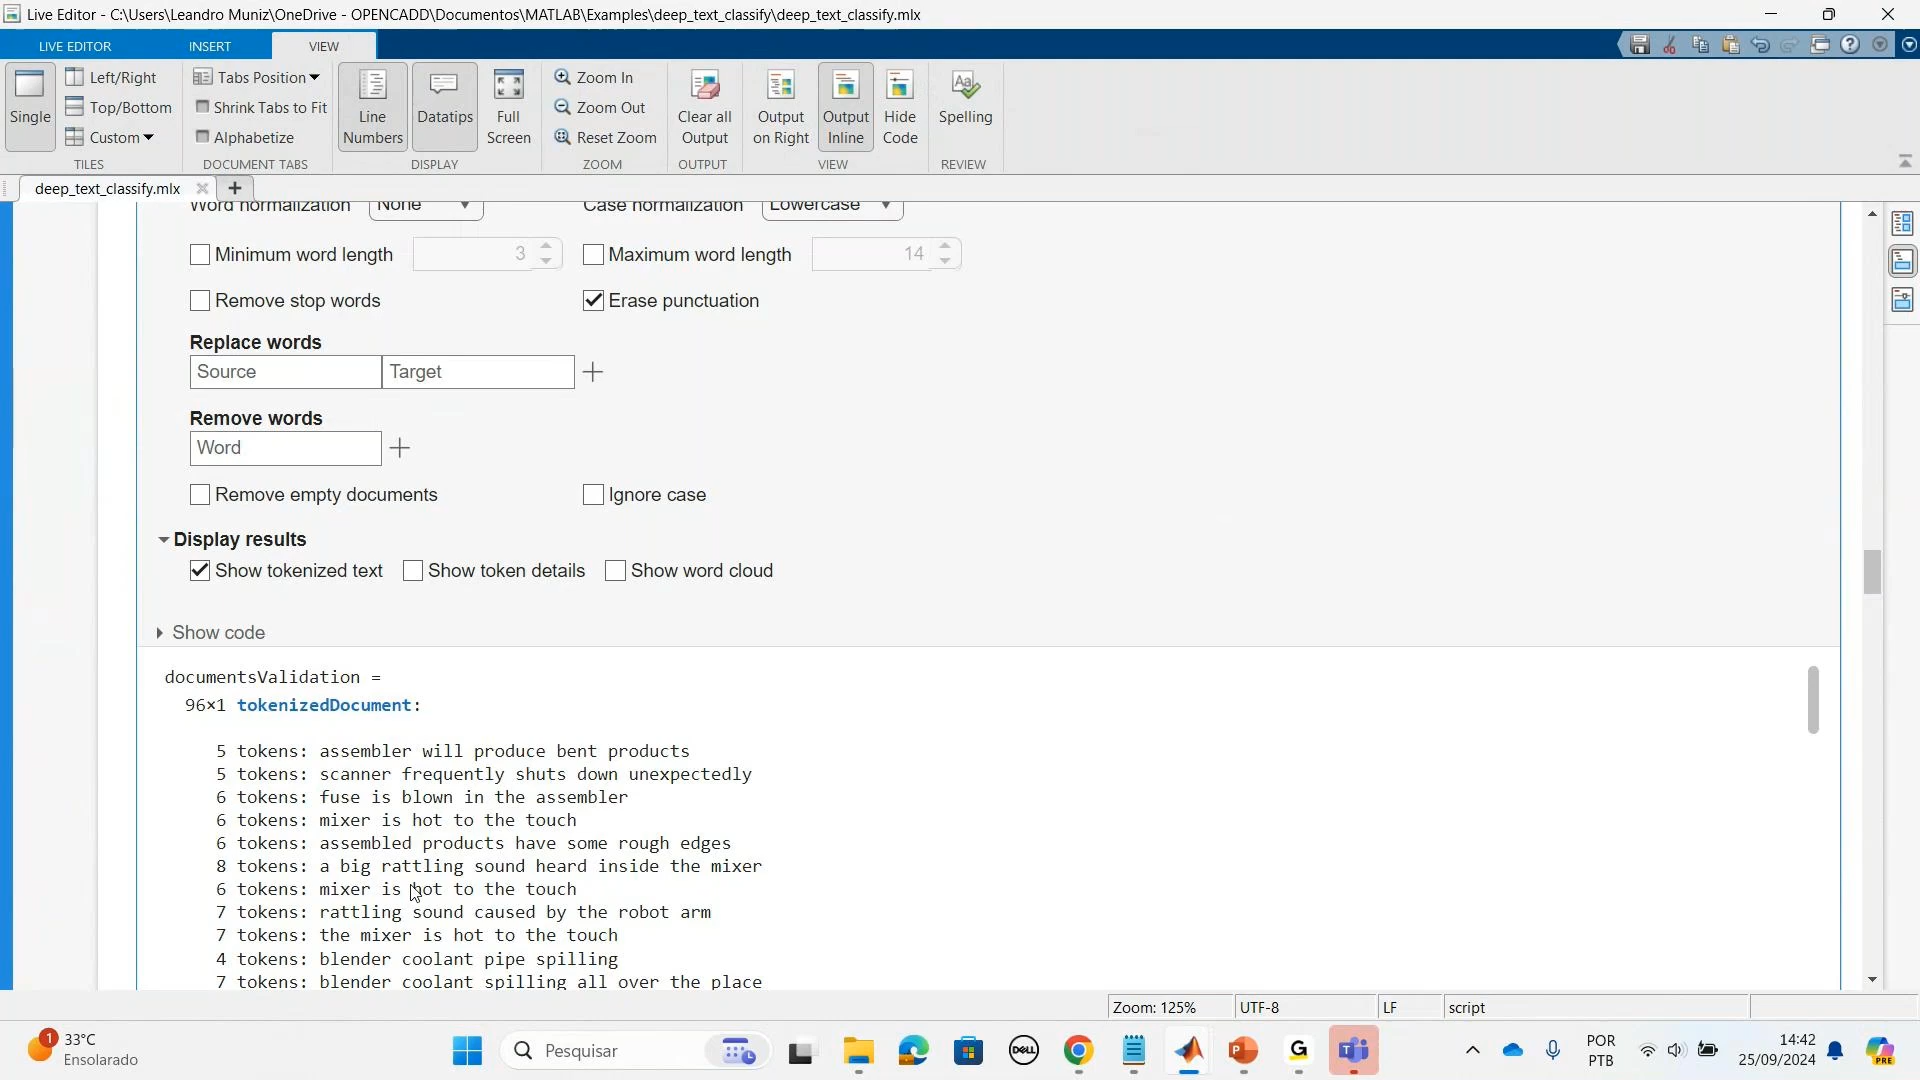 Live Editor - C:\Users\Leandro Muniz\OneDrive - OPENCADD\Documentos\MATLAB\Examples\deep_text_classify\deep_text_classify.mlx
LIVE EDITOR INSERT VIEW
Single
Left/Right
Top/Bottom
Custom
TILES
Tabs Position
Shrink Tabs to Fit
Alphabetize
DOCUMENT TABS
Line Numbers
Datatips
Full Screen
DISPLAY
Zoom In
Zoom Out
Reset Zoom
ZOOM
Clear all Output
OUTPUT
Output on Right
Output Inline
Hide Code
VIEW
Spelling
REVIEW
deep_text_classify.mlx
Word normalization None Case normalization Lowercase
Minimum word length 3 Maximum word length 14
Remove stop words Erase punctuation
Replace words
Source Target
Remove words
Word
Remove empty documents Ignore case
Display results
Show tokenized text Show token details Show word cloud
Show code
documentsValidation =
96×1 tokenizedDocument:
5 tokens: assembler will produce bent products
5 tokens: scanner frequently shuts down unexpectedly
6 tokens: fuse is blown in the assembler
6 tokens: mixer is hot to the touch
6 tokens: assembled products have some rough edges
8 tokens: a big rattling sound heard inside the mixer
6 tokens: mixer is hot to the touch
7 tokens: rattling sound caused by the robot arm
7 tokens: the mixer is hot to the touch
4 tokens: blender coolant pipe spilling
7 tokens: blender coolant spilling all over the place
Zoom: 125% UTF-8 LF script
1
33°C
Ensolarado
Pesquisar
DELL
POR
PTB
14:42
25/09/2024
PRE